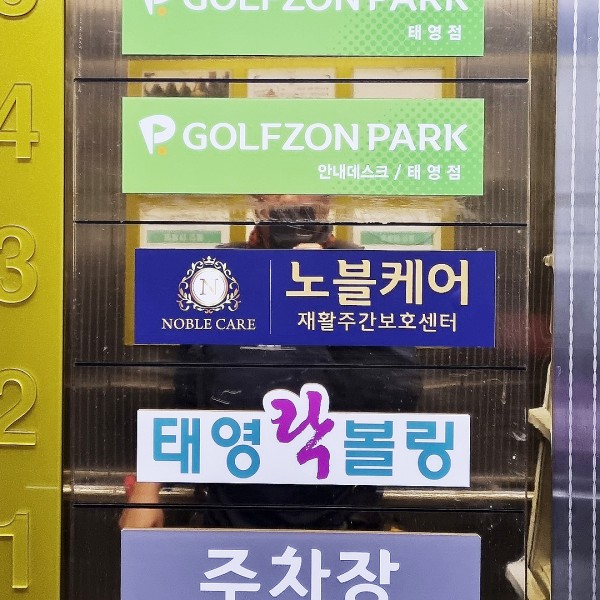 5
GOLFZON PARK
태영점
4
GOLFZON PARK
안내데스크 / 태영점
3
N
NOBLE CARE
노블케어
재활주간보호센터
2
태영락볼링
1
주차장